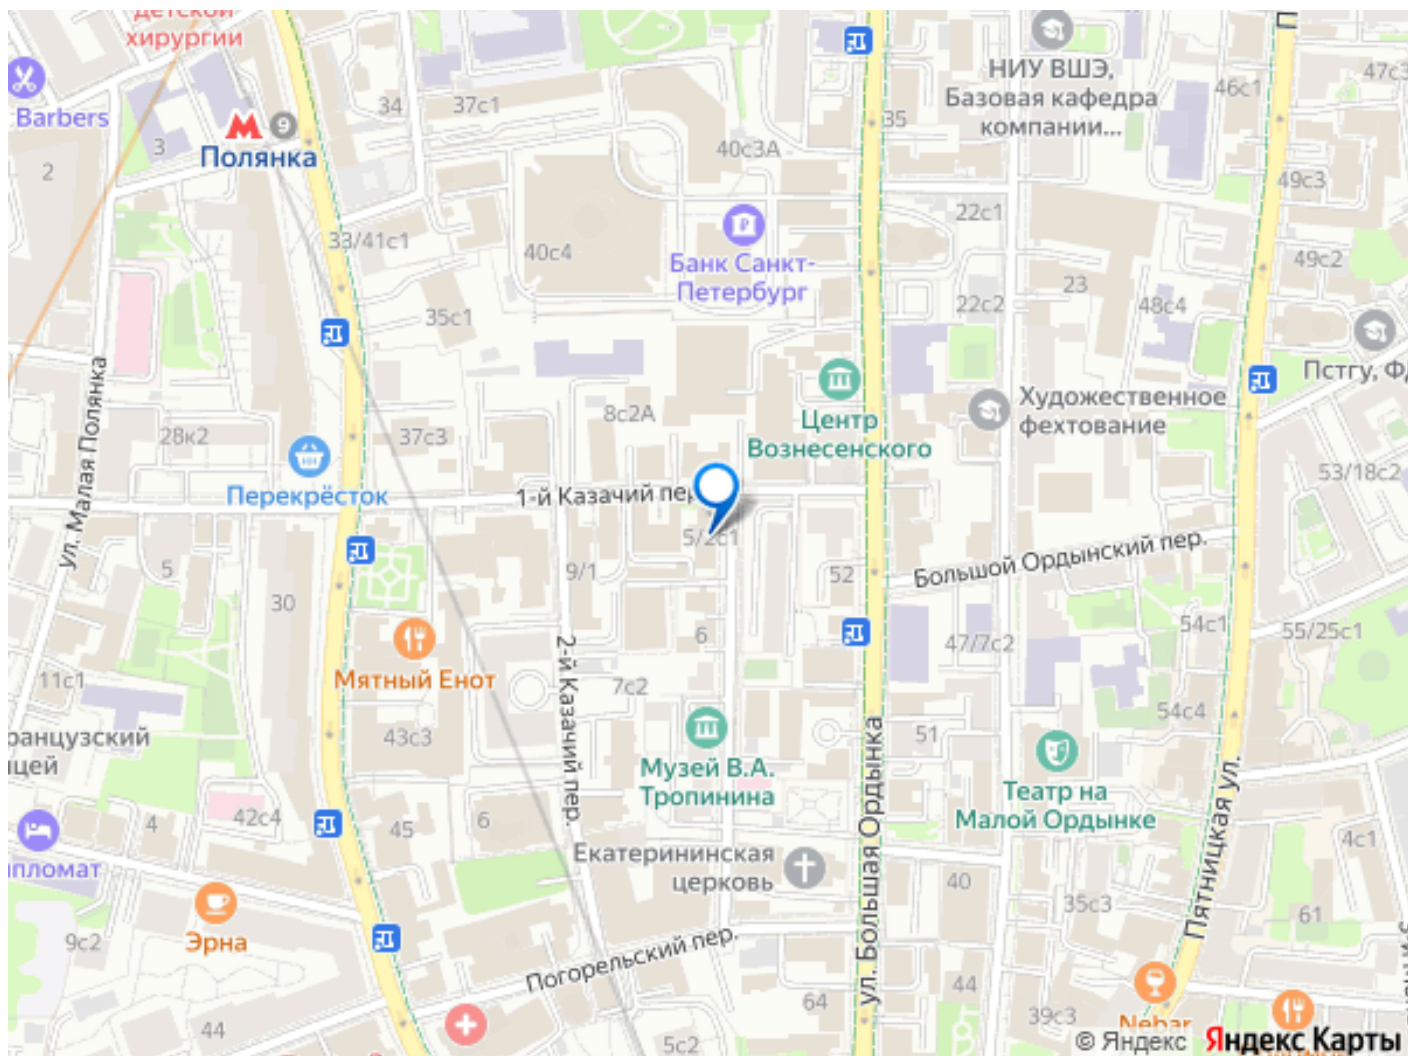 детской
хирургии
Barbers
2
3
34
37с1
Полянка
9
35
НИУ ВШЭ,
Базовая кафедра
компании...
46с1
47с3
40с3А
49с3
22с1
33/41с1
40с4
Банк Санкт-
Петербург
49с2
23
22с2
48с4
35с1
Пстгу, Ф
ул. Малая Полянка
8с2А
Центр
Вознесенского
Художественное
фехтование
28к2
37с3
53/18с2
Перекрёсток
1-й Казачий пер
5/2с1
Большой Ордынский пер.
5
9/1
52
30
6
47/7с2
54с1
55/25с1
2-й Казачий пер.
11с1
Мятный Енот
7с2
54с4
ранцузский
цей
43с3
51
Музей В.А.
Тропинина
Театр на
Малой Ордынке
ул. Большая Ордынка
Пятницкая ул.
42с4
4
45
6
4с1
ипломат
Екатерининская
церковь
40
35с3
61
Эрна
9с2
Погорельский пер.
44
64
44
39с3
5с2
Nebar
© Яндекс Яндекс Карты